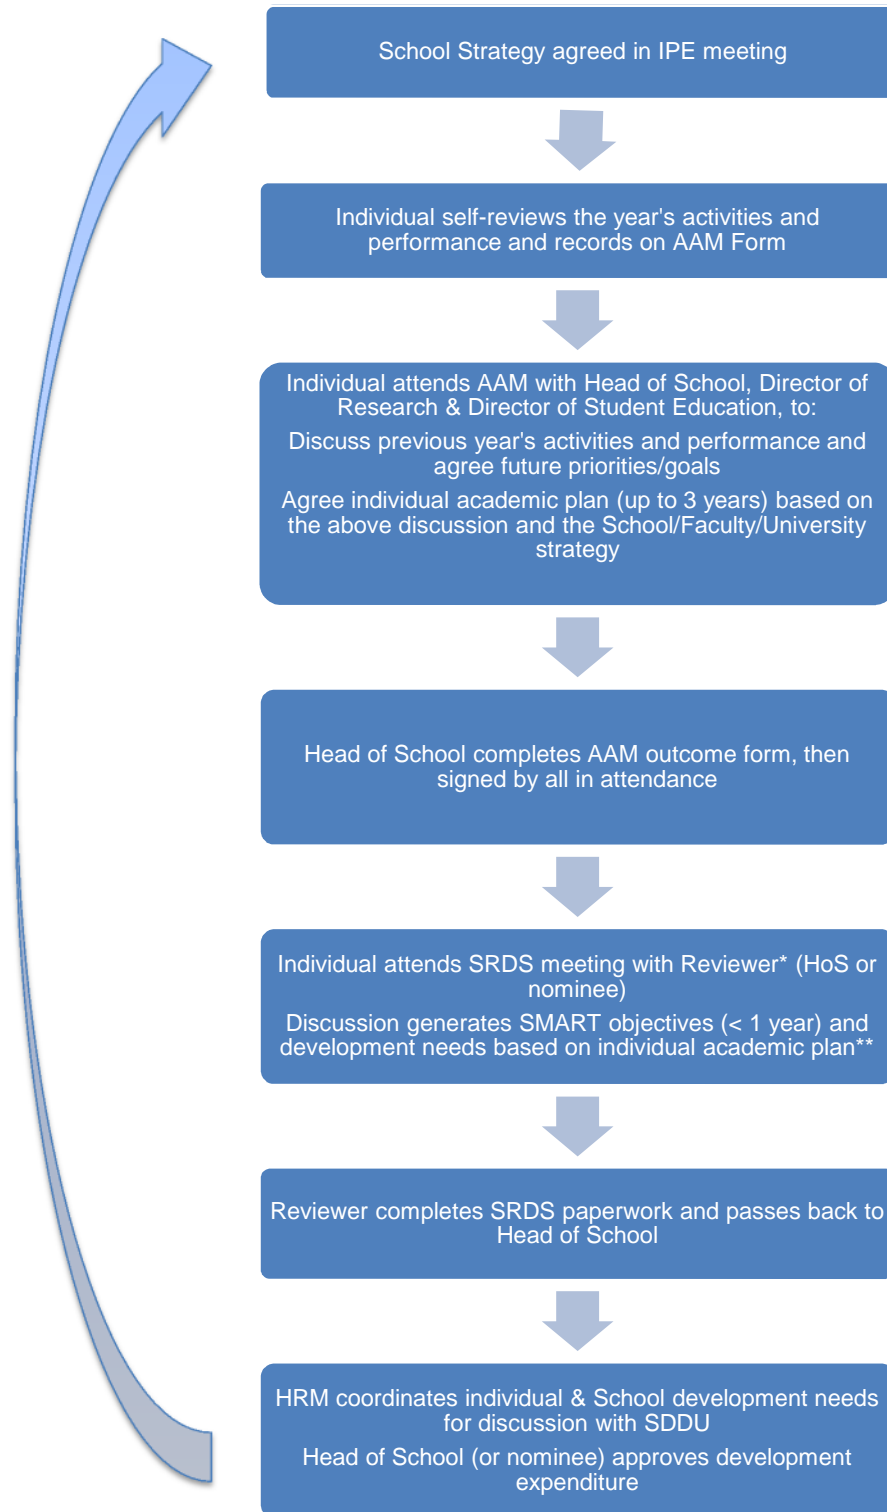 School Strategy agreed in IPE meeting
Individual self-reviews the year's activities and
performance and records on AAM Form
Individual attends AAM with Head of School, Director of
Research & Director of Student Education, to:
Discuss previous year's activities and performance and
agree future priorities/goals
Agree individual academic plan (up to 3 years) based on
the above discussion and the School/Faculty/University
strategy
Head of School completes AAM outcome form, then
signed by all in attendance
Individual attends SRDS meeting with Reviewer* (HoS or
nominee)
Discussion generates SMART objectives (< 1 year) and
development needs based on individual academic plan**
Reviewer completes SRDS paperwork and passes back to
Head of School
HRM coordinates individual & School development needs
for discussion with SDDU
Head of School (or nominee) approves development
expenditure